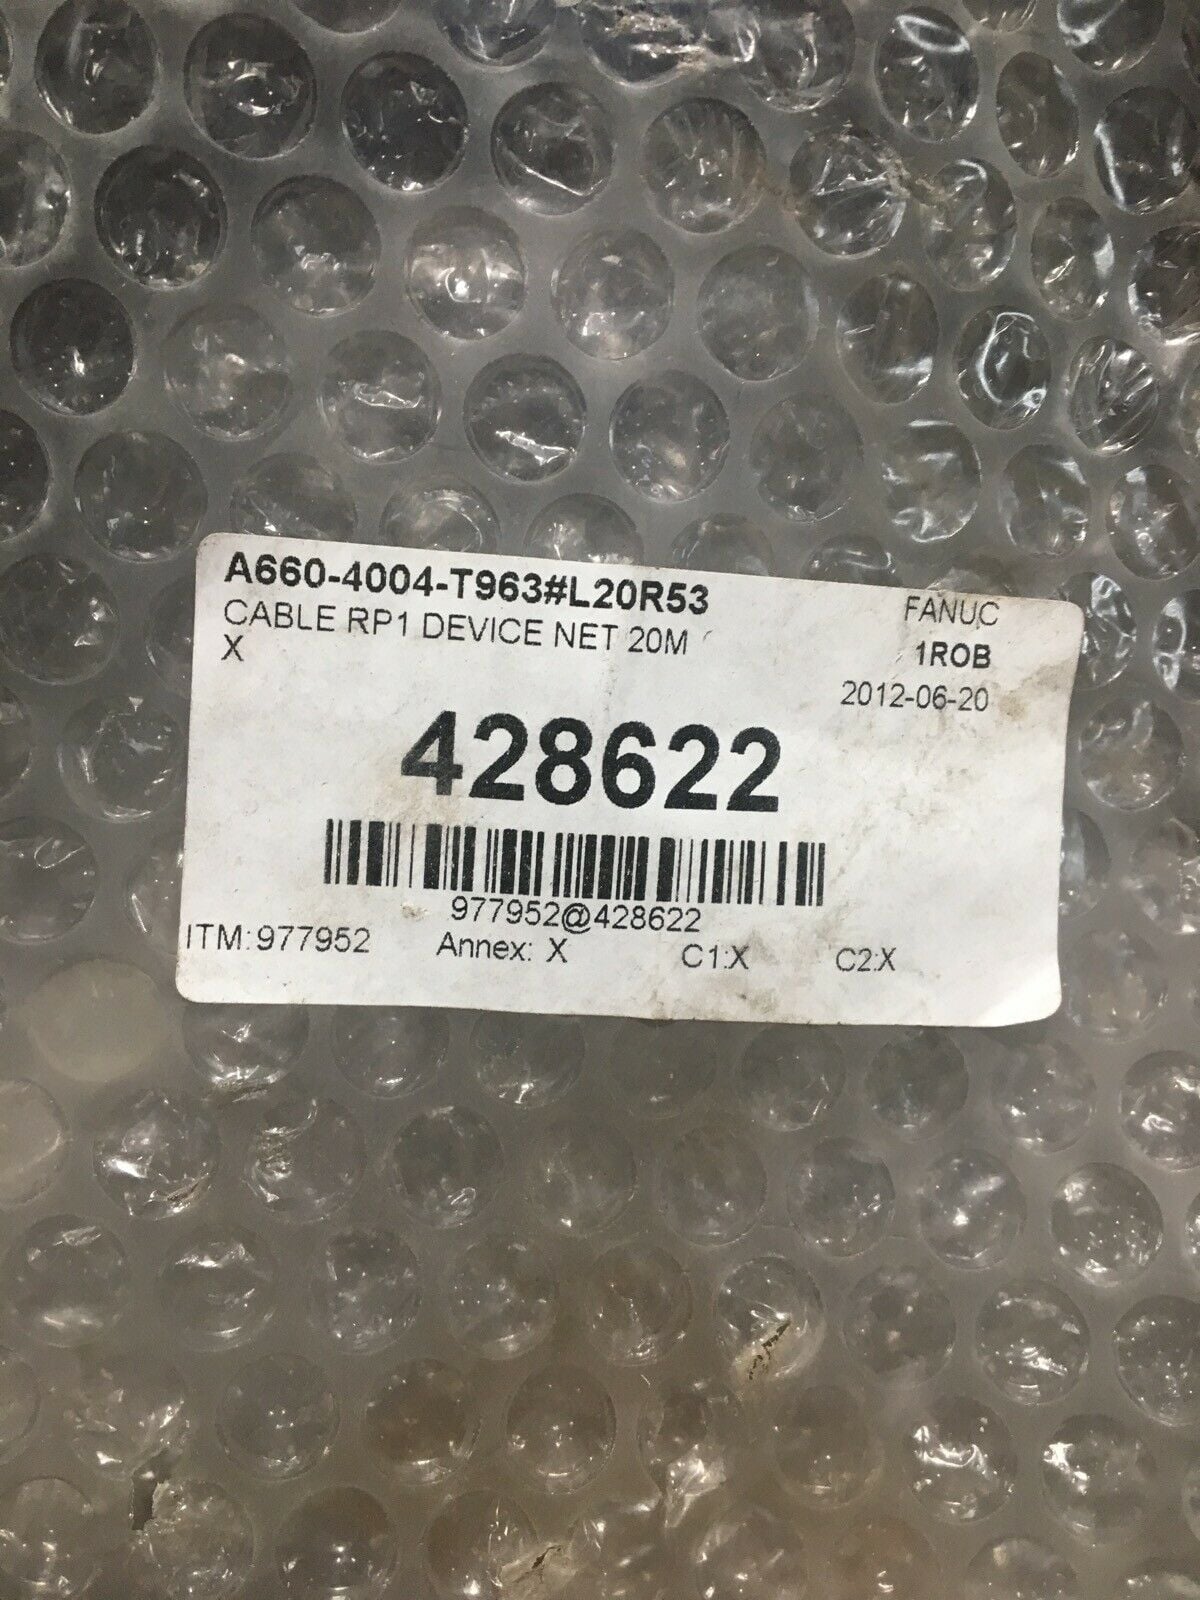 A660-4004-T963#L20R53
FANUC
CABLE RP1 DEVICE NET 20M
1ROB
X
2012-06-20
428622
977952@428622
ITM:977952 Annex: X C1:X C2:X